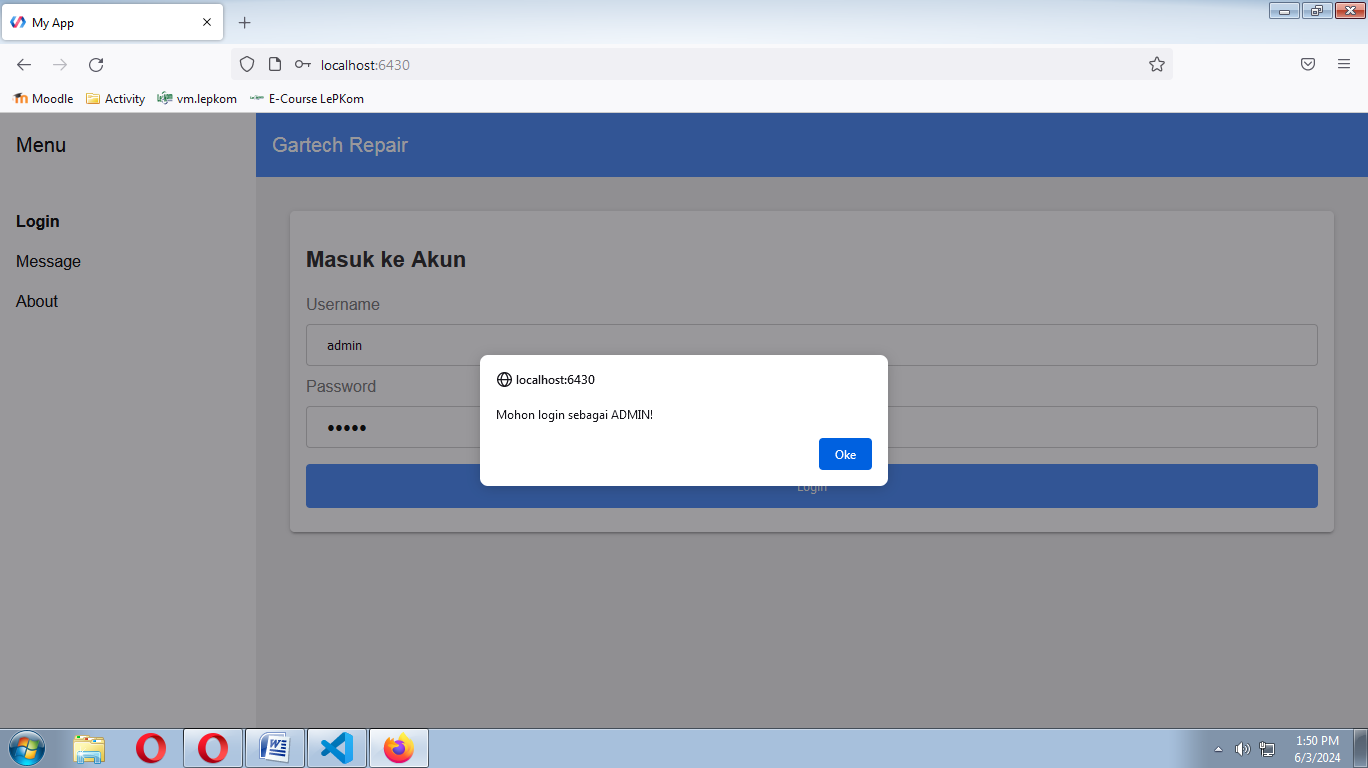 My App
localhost:6430
Moodle Activity vm.lepkom E-Course LePKom
Menu
Gartech Repair
Login
Message
About
Masuk ke Akun
Username
admin
Password
localhost:6430
Mohon login sebagai ADMIN!
Oke
Login
1:50 PM
6/3/2024